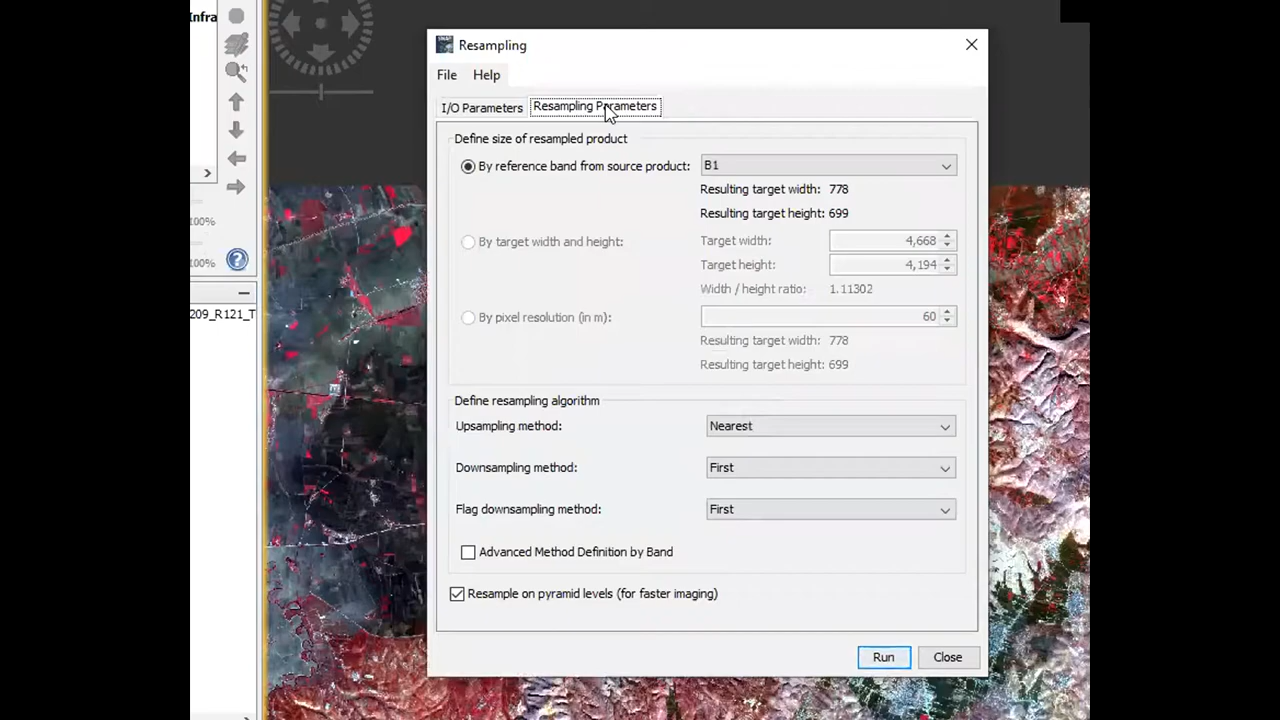 Infra
100%
100%
209_R121_T
Resampling
File Help
I/O Parameters Resampling Parameters
Define size of resampled product
By reference band from source product: B1
Resulting target width: 778
Resulting target height: 699
By target width and height: Target width: 4,668
Target height: 4,194
Width / height ratio: 1.11302
By pixel resolution (in m): 60
Resulting target width: 778
Resulting target height: 699
Define resampling algorithm
Upsampling method: Nearest
Downsampling method: First
Flag downsampling method: First
Advanced Method Definition by Band
Resample on pyramid levels (for faster imaging)
Run Close